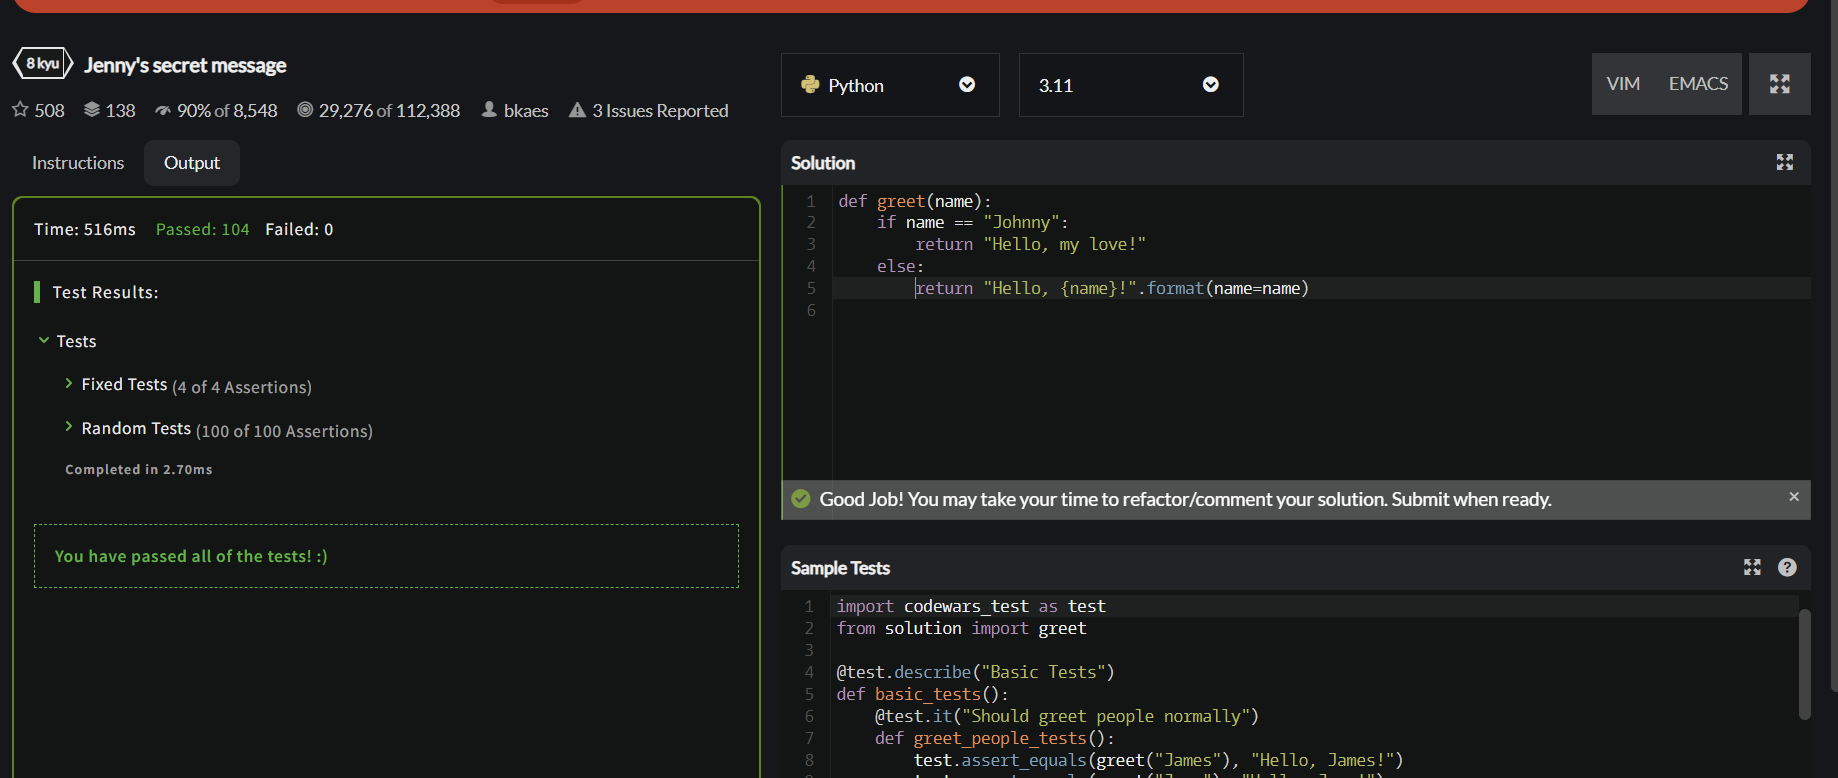 8 kyu Jenny's secret message
508 138 90% of 8,548 29,276 of 112,388 bkaes 3 Issues Reported
Instructions Output
Time: 516ms Passed: 104 Failed: 0
Test Results:
Tests
Fixed Tests (4 of 4 Assertions)
Random Tests (100 of 100 Assertions)
Completed in 2.70ms
You have passed all of the tests! :)
Python 3.11 VIM EMACS
Solution
1 def greet(name):
2     if name == "Johnny":
3         return "Hello, my love!"
4     else:
5         return "Hello, {name}!".format(name=name)
6
Good Job! You may take your time to refactor/comment your solution. Submit when ready. ×
Sample Tests ?
1 import codewars_test as test
2 from solution import greet
3
4 @test.describe("Basic Tests")
5 def basic_tests():
6     @test.it("Should greet people normally")
7     def greet_people_tests():
8         test.assert_equals(greet("James"), "Hello, James!")